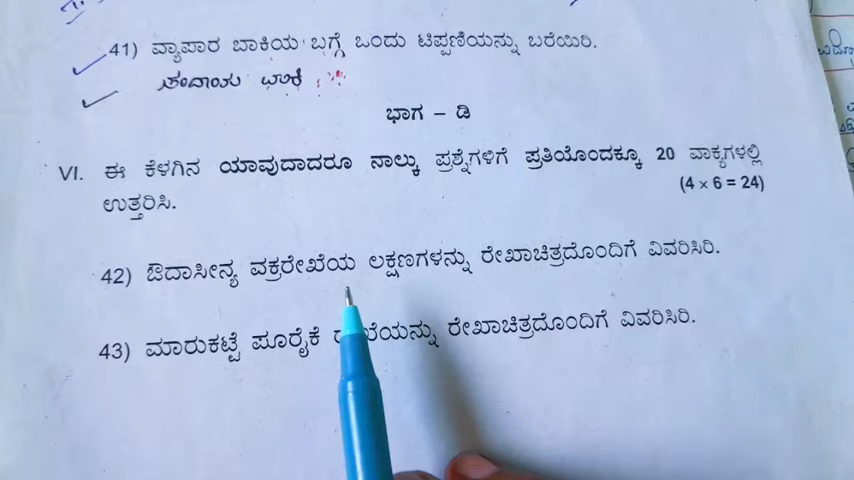 41) ವ್ಯಾಪಾರ ಬಾಕಿಯ ಬಗ್ಗೆ ಒಂದು ಟಿಪ್ಪಣಿಯನ್ನು ಬರೆಯಿರಿ.
ಭಾಗ – ಡಿ
VI. ಈ ಕೆಳಗಿನ ಯಾವುದಾದರೂ ನಾಲ್ಕು ಪ್ರಶ್ನೆಗಳಿಗೆ ಪ್ರತಿಯೊಂದಕ್ಕೂ 20 ವಾಕ್ಯಗಳಲ್ಲಿ
ಉತ್ತರಿಸಿ. (4 × 6 = 24)
42) ಔದಾಸೀನ್ಯ ವಕ್ರರೇಖೆಯ ಲಕ್ಷಣಗಳನ್ನು ರೇಖಾಚಿತ್ರದೊಂದಿಗೆ ವಿವರಿಸಿರಿ.
43) ಮಾರುಕಟ್ಟೆ ಪೂರೈಕೆ ರೇಖೆಯನ್ನು ರೇಖಾಚಿತ್ರದೊಂದಿಗೆ ವಿವರಿಸಿರಿ.